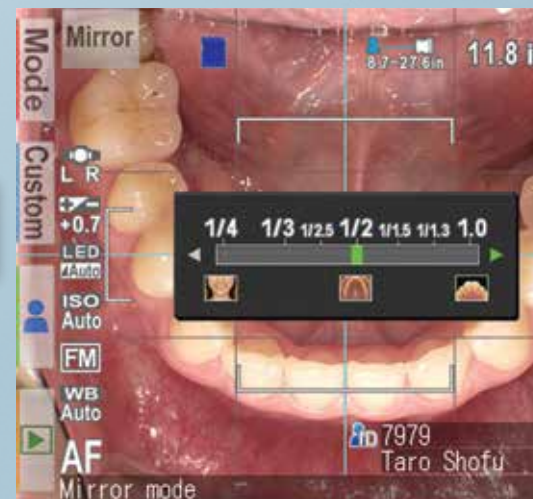 Mode
Custom
Mirror
8.7-27.6in
11.8 i
L R
+0.7
LED
Auto
ISO
Auto
FM
WB
Auto
AF
1/4 1/3 1/2.5 1/2 1/1.5 1/1.3 1.0
ID 7979
Taro Shofu
Mirror mode